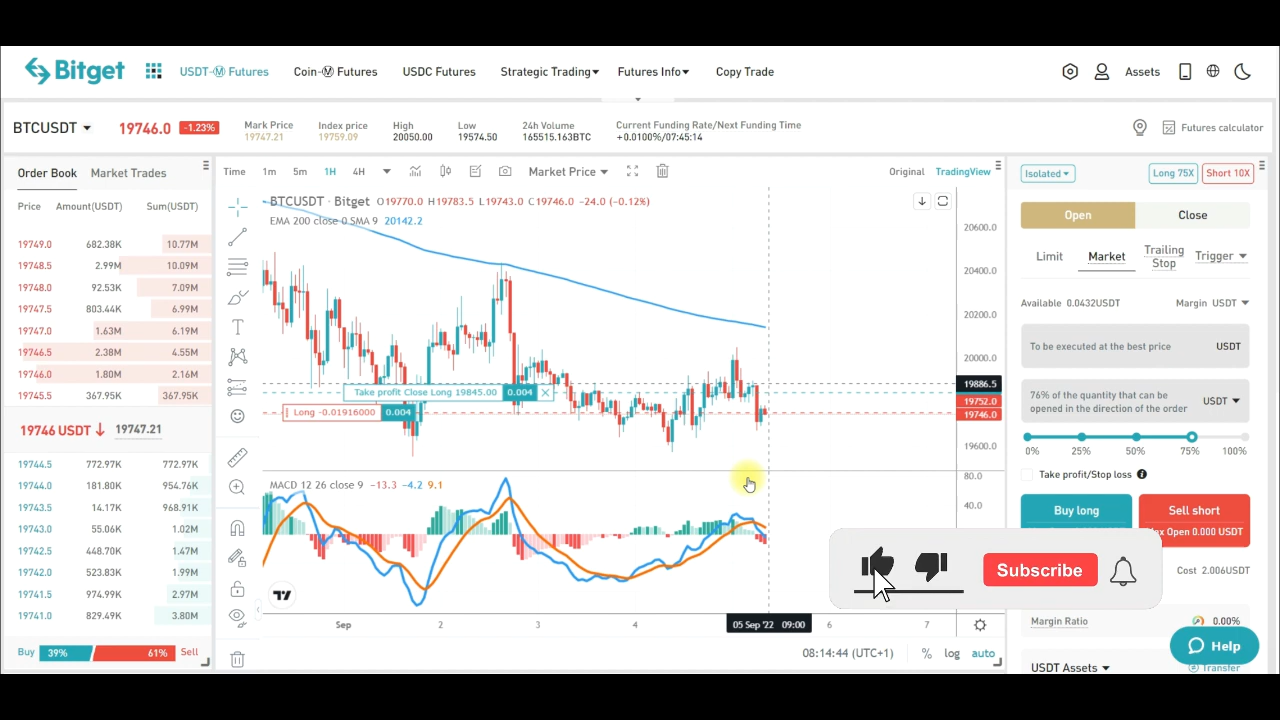 Bitget
USDT-Ⓜ Futures
Coin-Ⓜ Futures
USDC Futures
Strategic Trading
Futures Info
Copy Trade
Assets
BTCUSDT
19746.0
-1.23%
Mark Price
19747.21
Index price
19759.09
High
20050.00
Low
19574.50
24h Volume
165515.163BTC
Current Funding Rate/Next Funding Time
+0.0100%/07:45:14
Futures calculator
Order Book
Market Trades
Price Amount(USDT) Sum(USDT)
19749.0 682.38K 10.77M
19748.5 2.99M 10.09M
19748.0 92.53K 7.09M
19747.5 803.44K 6.99M
19747.0 1.63M 6.19M
19746.5 2.38M 4.55M
19746.0 1.80M 2.16M
19745.5 367.95K 367.95K
19746 USDT↓ 19747.21
19744.5 772.97K 772.97K
19744.0 181.80K 954.76K
19743.5 14.17K 968.91K
19743.0 55.06K 1.02M
19742.5 448.70K 1.47M
19742.0 523.83K 1.99M
19741.5 974.99K 2.97M
19741.0 829.49K 3.80M
Buy 39% 61% Sell
Time 1m 5m 1H 4H
Market Price
Original
TradingView
BTCUSDT · Bitget O19770.0 H19783.5 L19743.0 C19746.0 -24.0 (-0.12%)
EMA 200 close 0 SMA 9 20142.2
T
Take profit Close Long 19845.00 0.004
Long -0.01916000 0.004
20600.0
20400.0
20200.0
20000.0
19886.5
19752.0
19746.0
19600.0
MACD 12 26 close 9 -13.3 -4.2 9.1
80.0
40.0
Sep 2 3 4 05 Sep '22 09:00 6 7
08:14:44 (UTC+1)
% log auto
Isolated
Long 75X
Short 10X
Open
Close
Limit
Market
Trailing
Stop
Trigger
Available 0.0432USDT
Margin USDT
To be executed at the best price USDT
76% of the quantity that can be
opened in the direction of the order
USDT
0% 25% 50% 75% 100%
Take profit/Stop loss
Buy long
Sell short
Open 0.000 USDT
Cost 2.006USDT
Subscribe
Margin Ratio
0.00%
Help
USDT Assets
Transfer